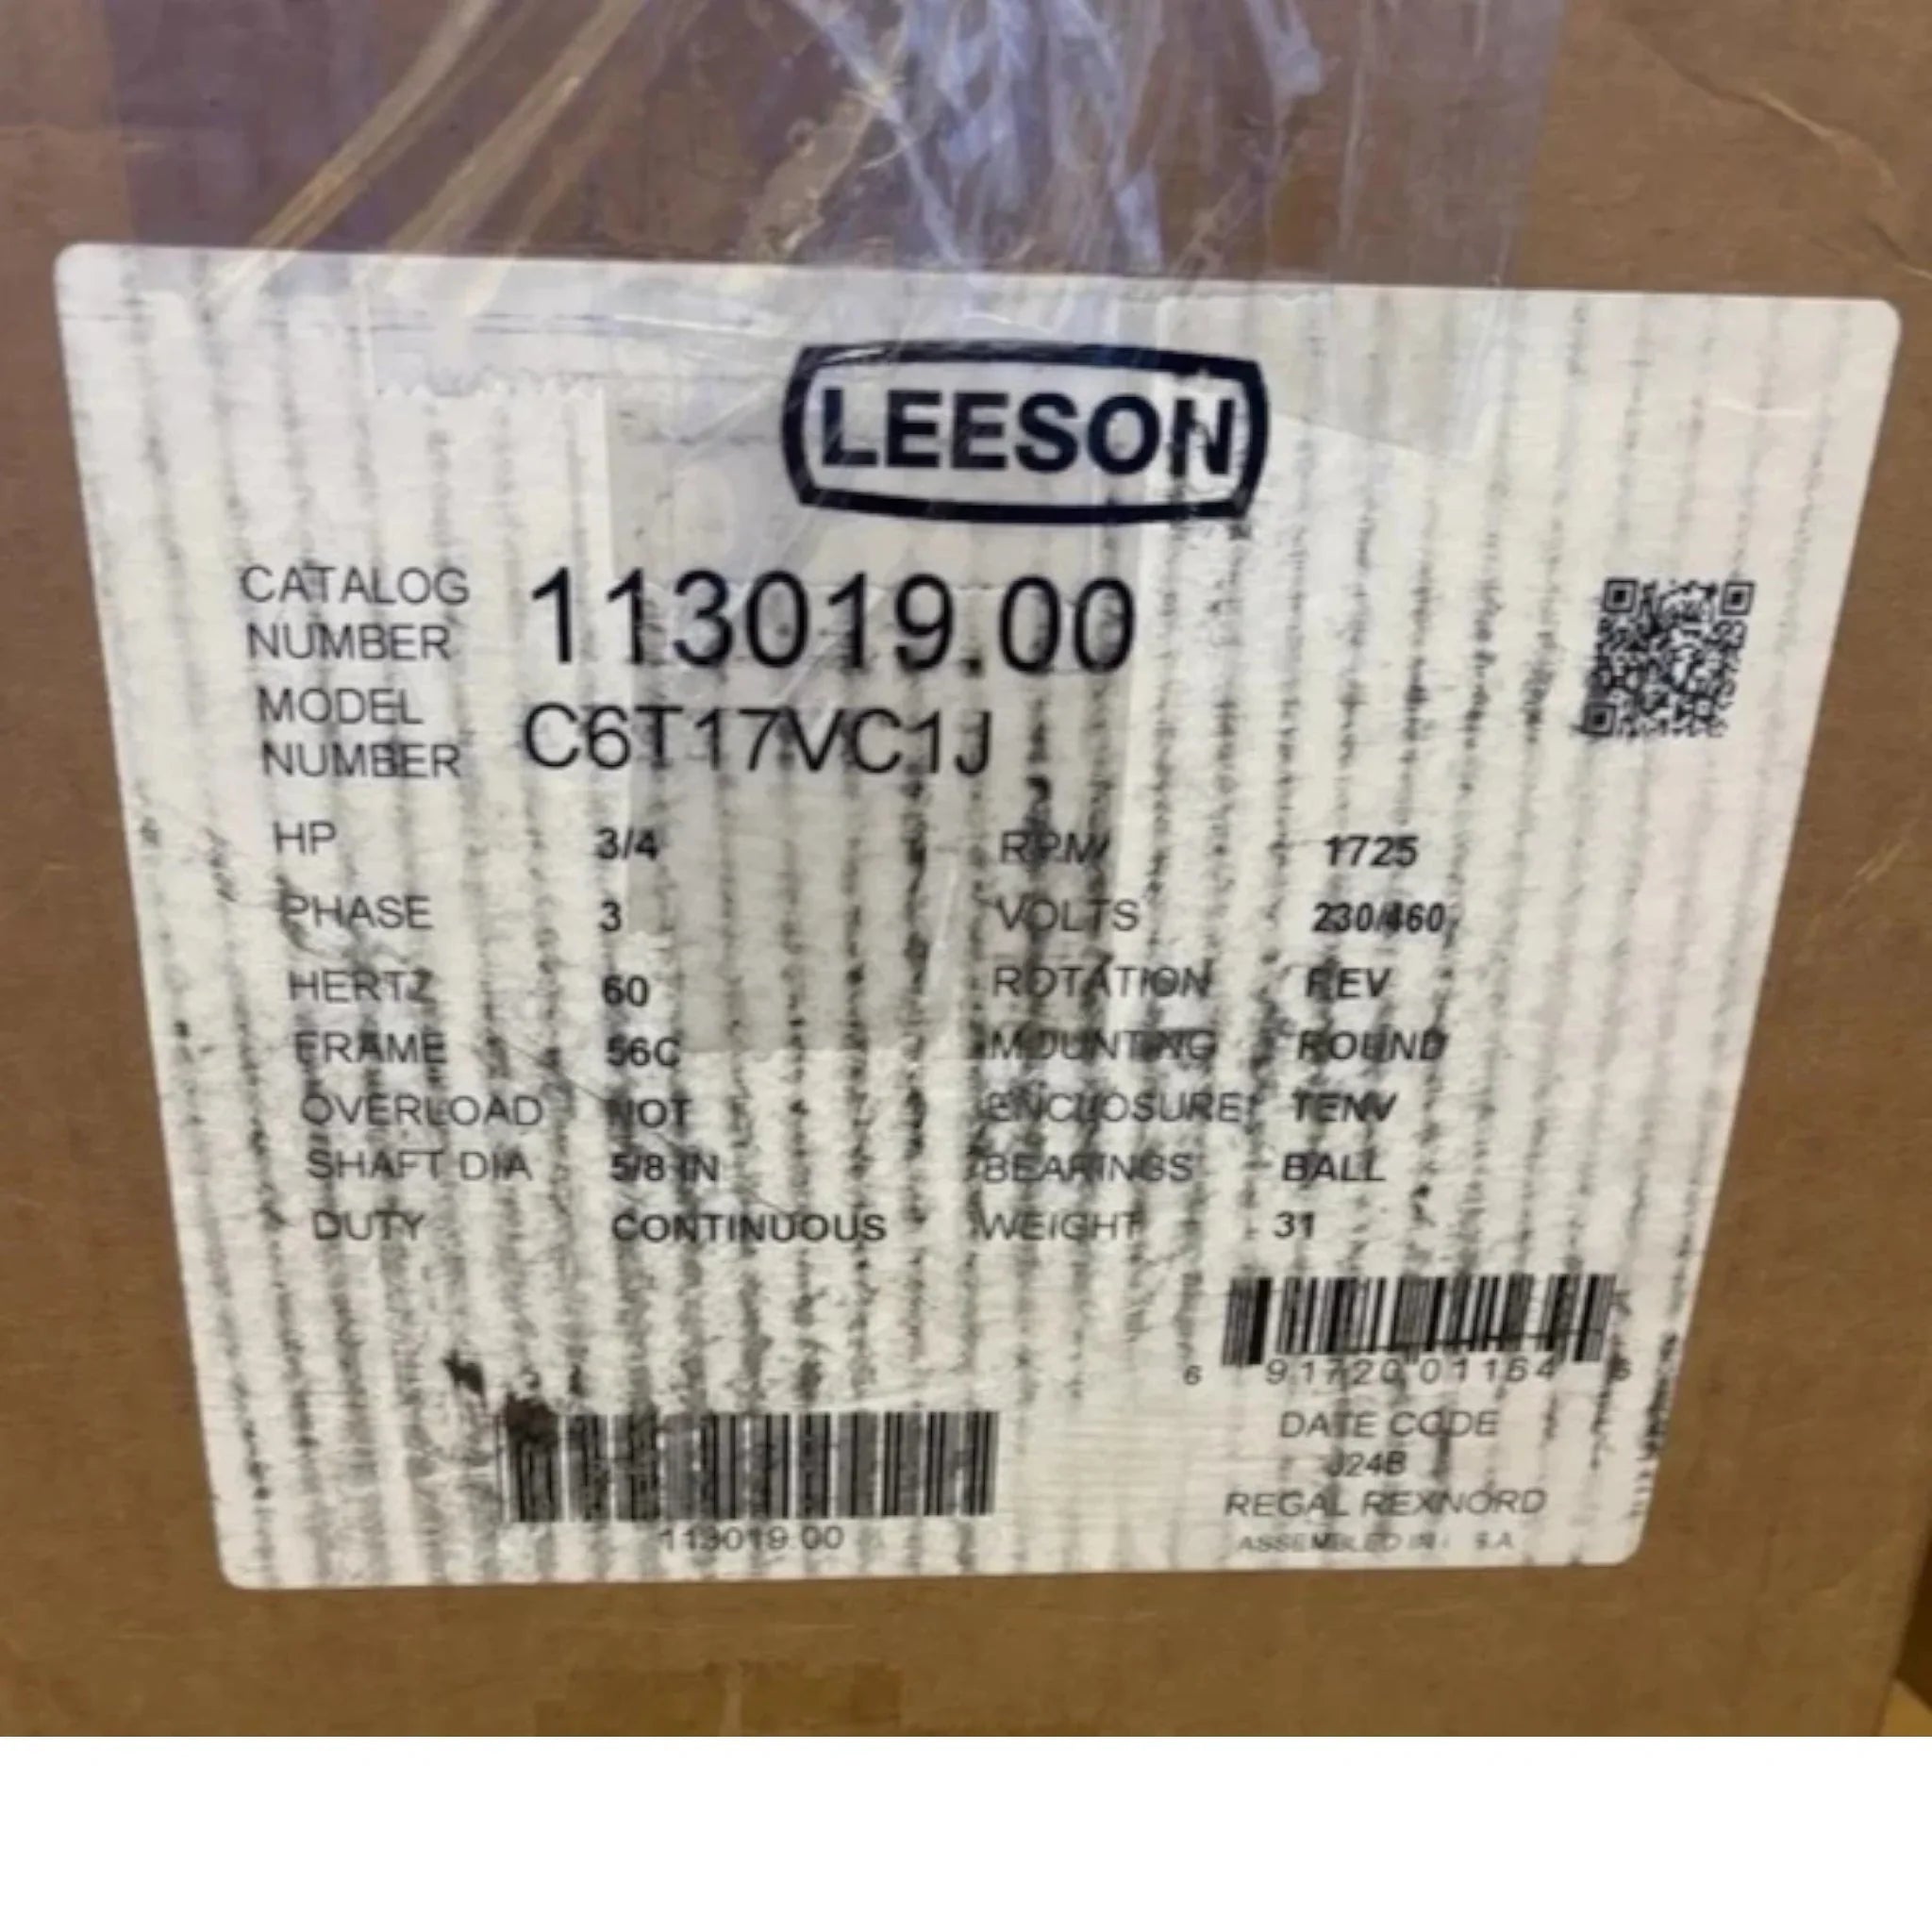 LEESON
CATALOG NUMBER 113019.00
MODEL NUMBER C6T17VC1J
HP 3/4 RPM 1725
PHASE 3 VOLTS 230/460
HERTZ 60 ROTATION REV
FRAME 56C MOUNTING ROUND
OVERLOAD NOT ENCLOSURE TENV
SHAFT DIA 5/8 IN BEARINGS BALL
DUTY CONTINUOUS WEIGHT 31
6 91720 01164 6
DATE CODE
J24B
REGAL REXNORD
113019.00
ASSEMBLED IN